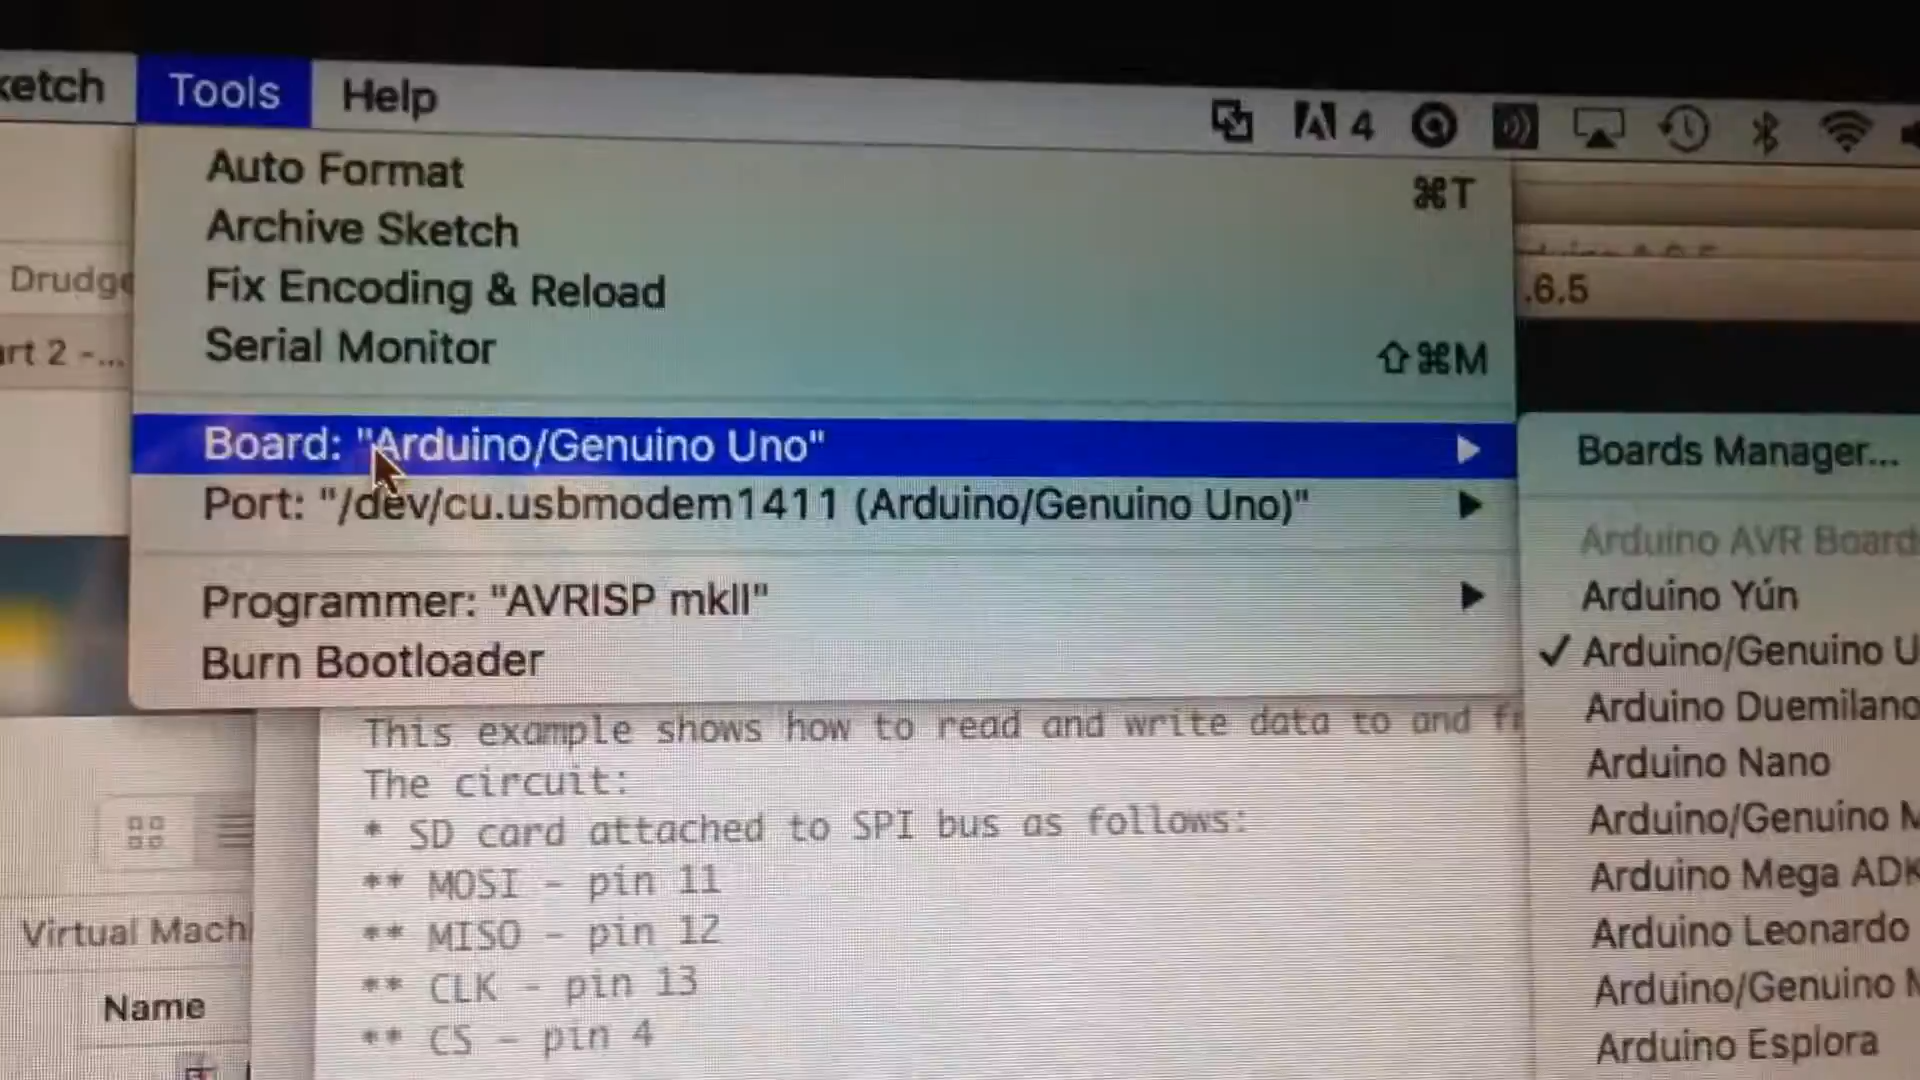 ketch Tools Help 4
Auto Format ⌘T
Archive Sketch
Fix Encoding & Reload
Serial Monitor ⇧⌘M
Board: "Arduino/Genuino Uno"
Port: "/dev/cu.usbmodem1411 (Arduino/Genuino Uno)"
Programmer: "AVRISP mkII"
Burn Bootloader
Drudge
art 2 -...
.6.5
Boards Manager...
Arduino AVR Board
Arduino Yún
✓ Arduino/Genuino U
Arduino Duemilano
Arduino Nano
Arduino/Genuino M
Arduino Mega ADK
Arduino Leonardo
Arduino/Genuino M
Arduino Esplora
This example shows how to read and write data to and fr
The circuit:
* SD card attached to SPI bus as follows:
** MOSI - pin 11
** MISO - pin 12
** CLK - pin 13
** CS - pin 4
Virtual Mach
Name